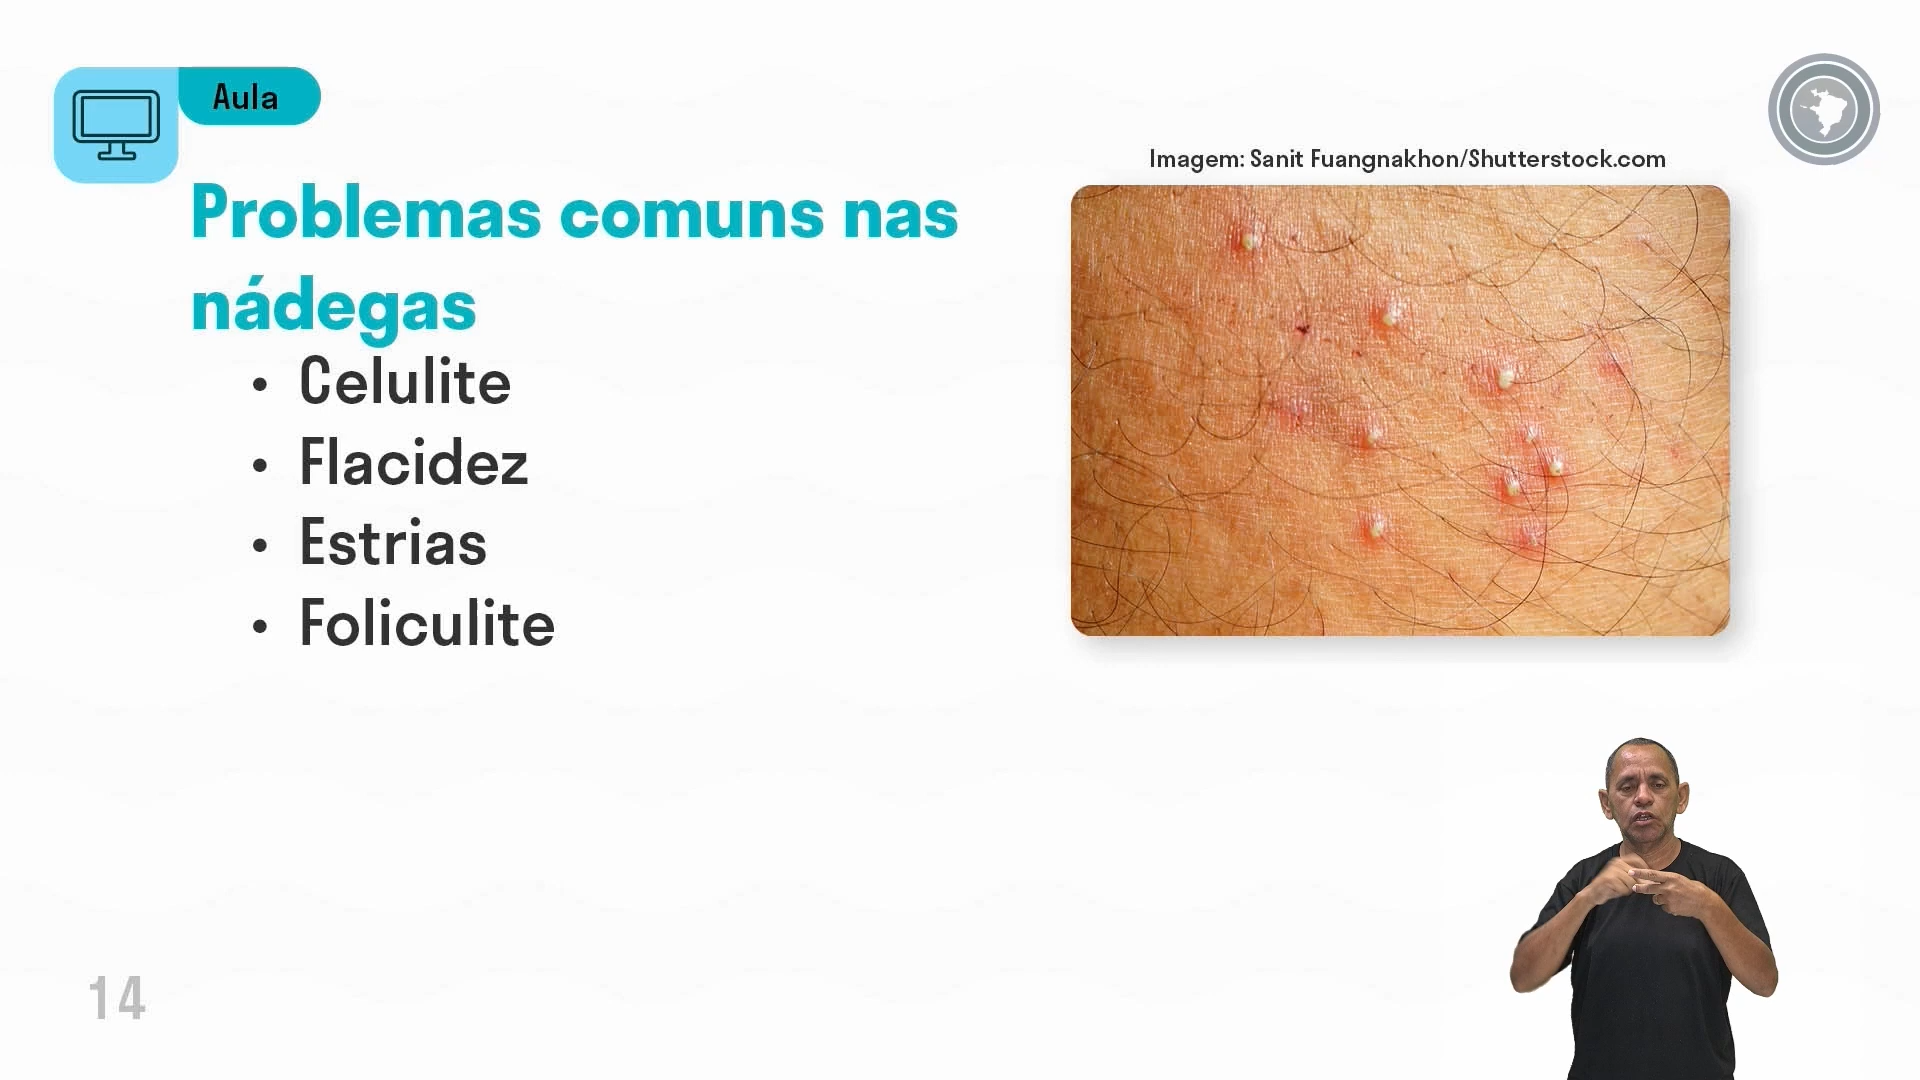 Aula
Imagem: Sanit Fuangnakhon/Shutterstock.com
Problemas comuns nas
nádegas
• Celulite
• Flacidez
• Estrias
• Foliculite
14